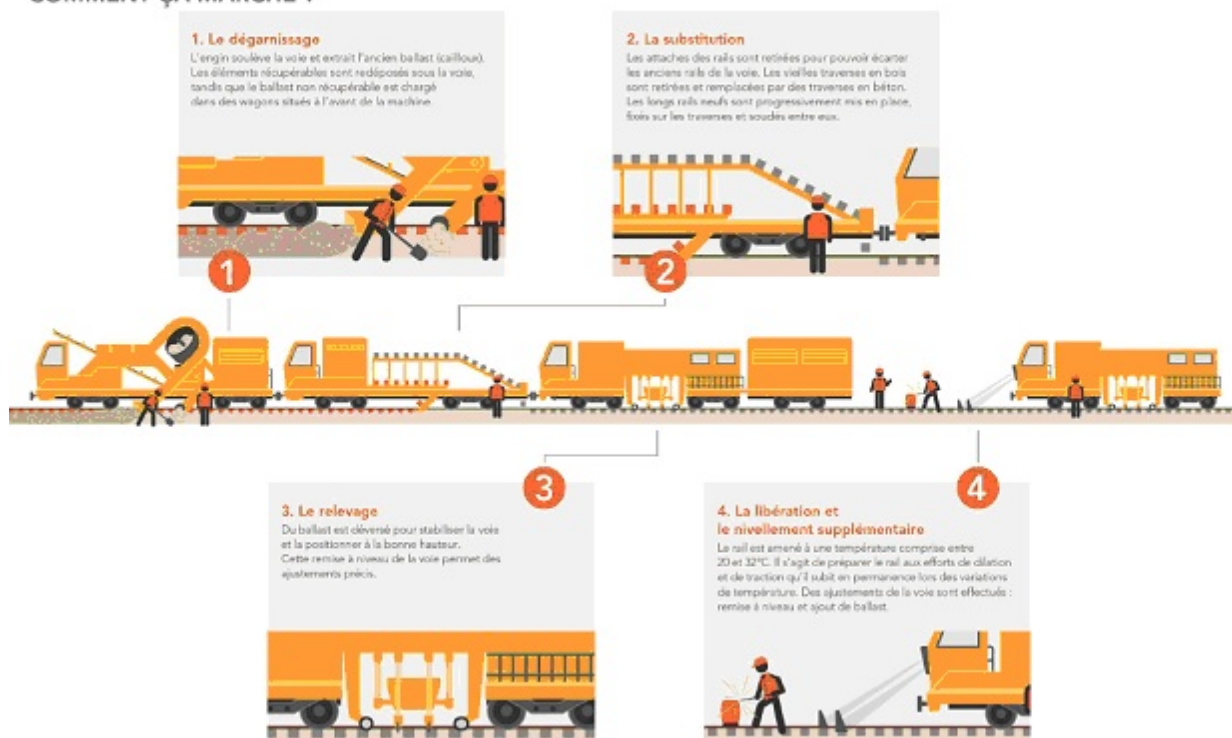 COMMENT ÇA MARCHE ?
1. Le dégarnissage
L'engin soulève la voie et extrait l'ancien ballast (cailloux).
Les éléments récupérables sont redéposés sous la voie,
tandis que le ballast non récupérable est chargé
dans des wagons situés à l'avant de la machine.
2. La substitution
Les attaches des rails sont retirées pour pouvoir écarter
les anciens rails de la voie. Les vieilles traverses en bois
sont retirées et remplacées par des traverses en béton.
Les longs rails neufs sont progressivement mis en place,
fixés sur les traverses et soudés entre eux.
1
2
3
4
3. Le relevage
Du ballast est déversé pour stabiliser la voie
et la positionner à la bonne hauteur.
Cette remise à niveau de la voie permet des
ajustements précis.
4. La libération et
le nivellement supplémentaire
Le rail est amené à une température comprise entre
20 et 32°C. Il s'agit de préparer le rail aux efforts de dilation
et de traction qu'il subit en permanence lors des variations
de température. Des ajustements de la voie sont effectués :
remise à niveau et ajout de ballast.